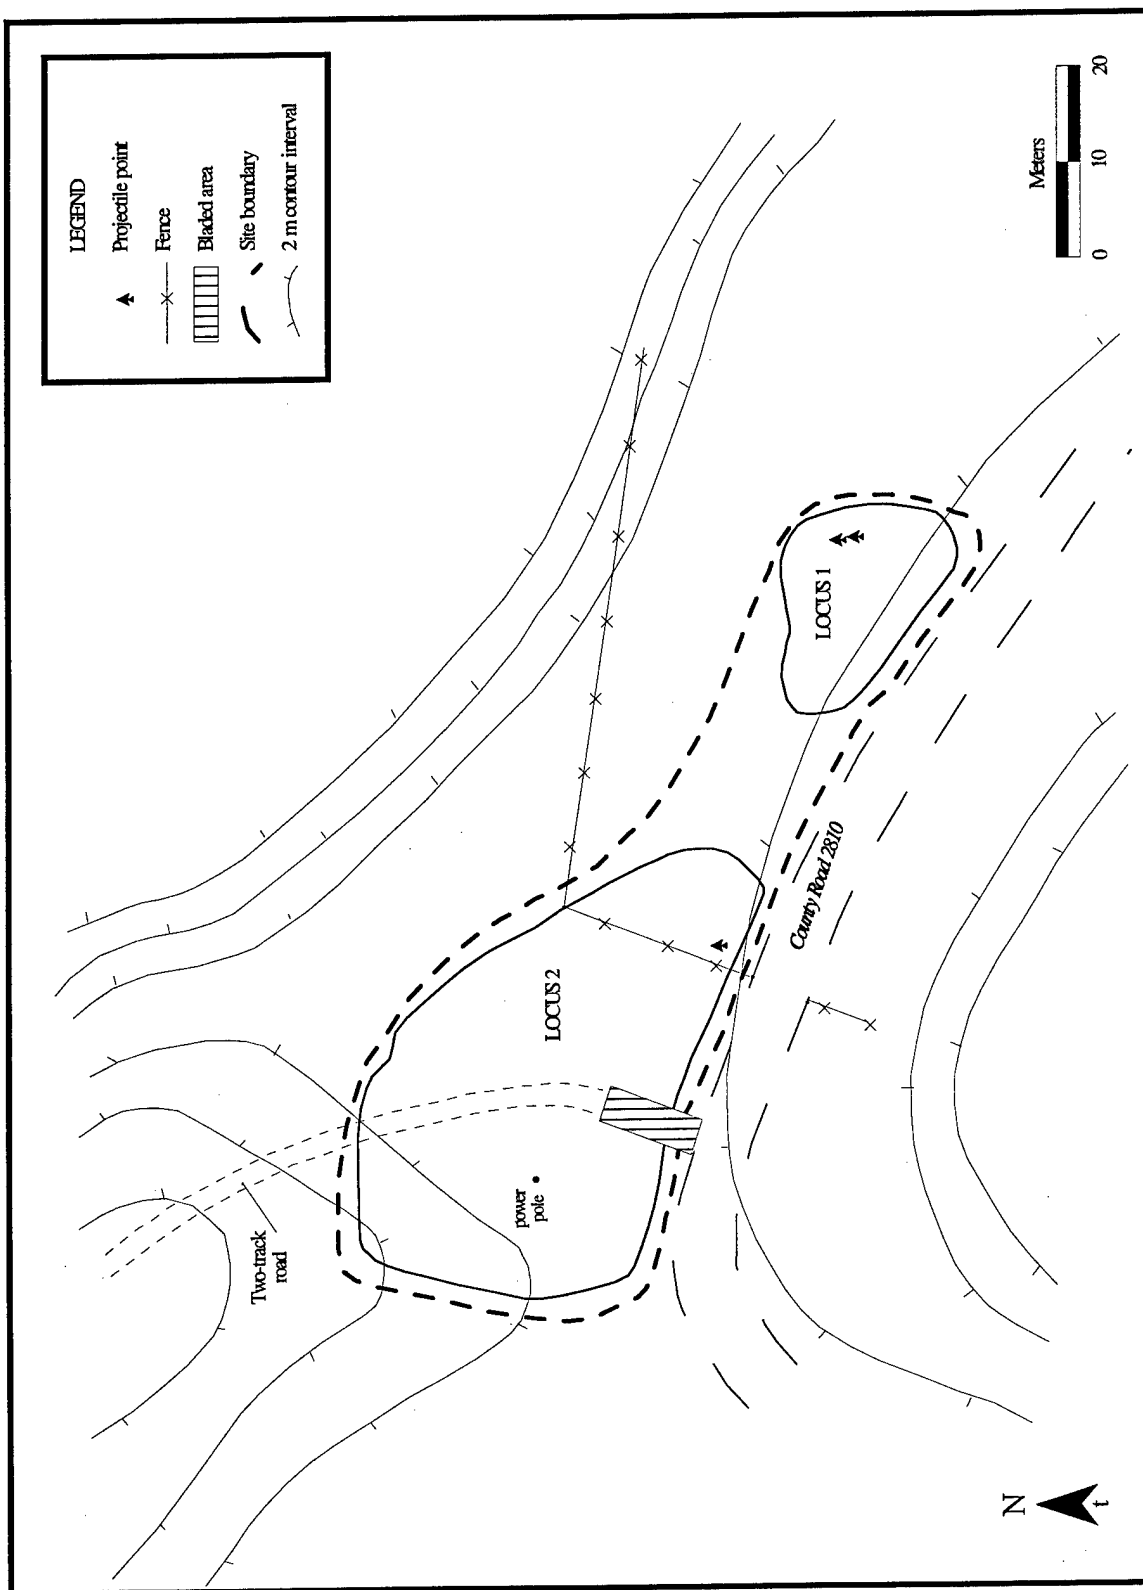 LEGEND
Projectile point
Fence
Bladed area
Site boundary
2 m contour interval
Two-track
road
power
pole
LOCUS 2
LOCUS 1
County Road 2810
N
t
Meters
0 10 20